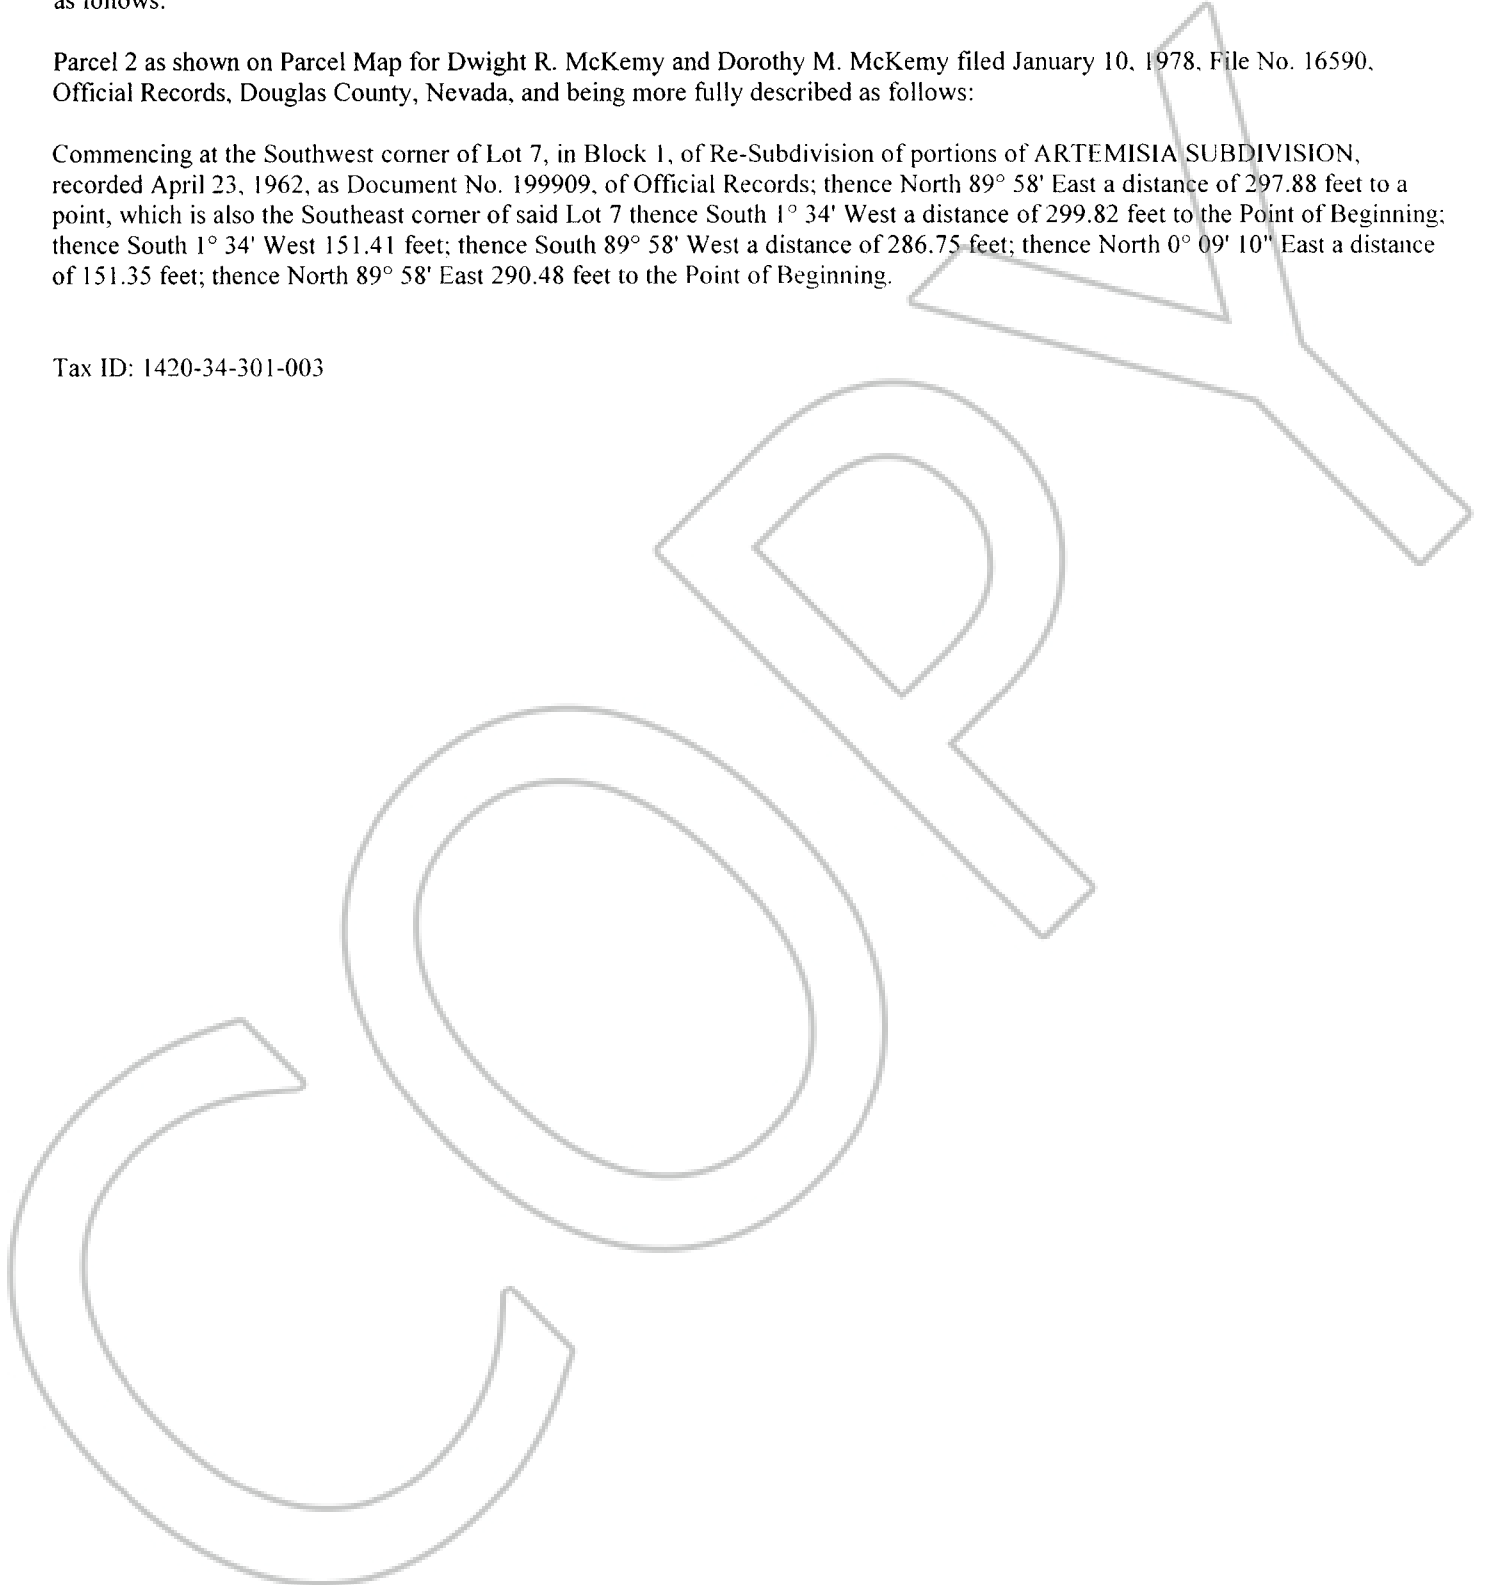 as follows:
Parcel 2 as shown on Parcel Map for Dwight R. McKemy and Dorothy M. McKemy filed January 10, 1978, File No. 16590,
Official Records, Douglas County, Nevada, and being more fully described as follows:
Commencing at the Southwest corner of Lot 7, in Block 1, of Re-Subdivision of portions of ARTEMISIA SUBDIVISION,
recorded April 23, 1962, as Document No. 199909, of Official Records; thence North 89° 58' East a distance of 297.88 feet to a
point, which is also the Southeast corner of said Lot 7 thence South 1° 34' West a distance of 299.82 feet to the Point of Beginning;
thence South 1° 34' West 151.41 feet; thence South 89° 58' West a distance of 286.75 feet; thence North 0° 09' 10" East a distance
of 151.35 feet; thence North 89° 58' East 290.48 feet to the Point of Beginning.
Tax ID: 1420-34-301-003
COPY